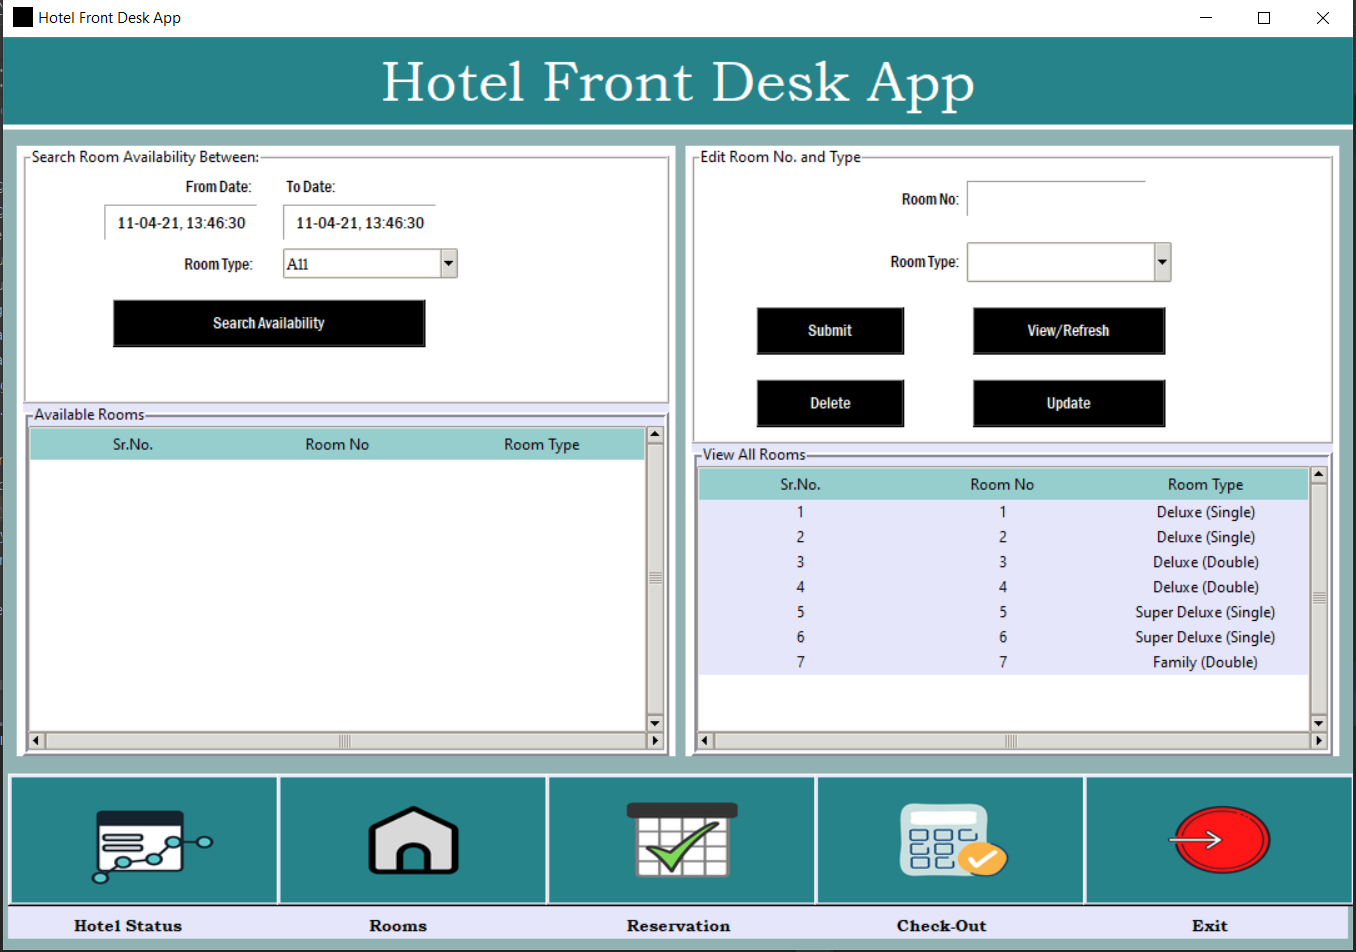 Hotel Front Desk App
Hotel Front Desk App
Search Room Availability Between:
From Date: To Date:
11-04-21, 13:46:30 11-04-21, 13:46:30
Room Type: All
Search Availability
Available Rooms
Sr.No. Room No Room Type
Edit Room No. and Type
Room No:
Room Type:
Submit View/Refresh
Delete Update
View All Rooms
Sr.No. Room No Room Type
1 1 Deluxe (Single)
2 2 Deluxe (Single)
3 3 Deluxe (Double)
4 4 Deluxe (Double)
5 5 Super Deluxe (Single)
6 6 Super Deluxe (Single)
7 7 Family (Double)
Hotel Status Rooms Reservation Check-Out Exit